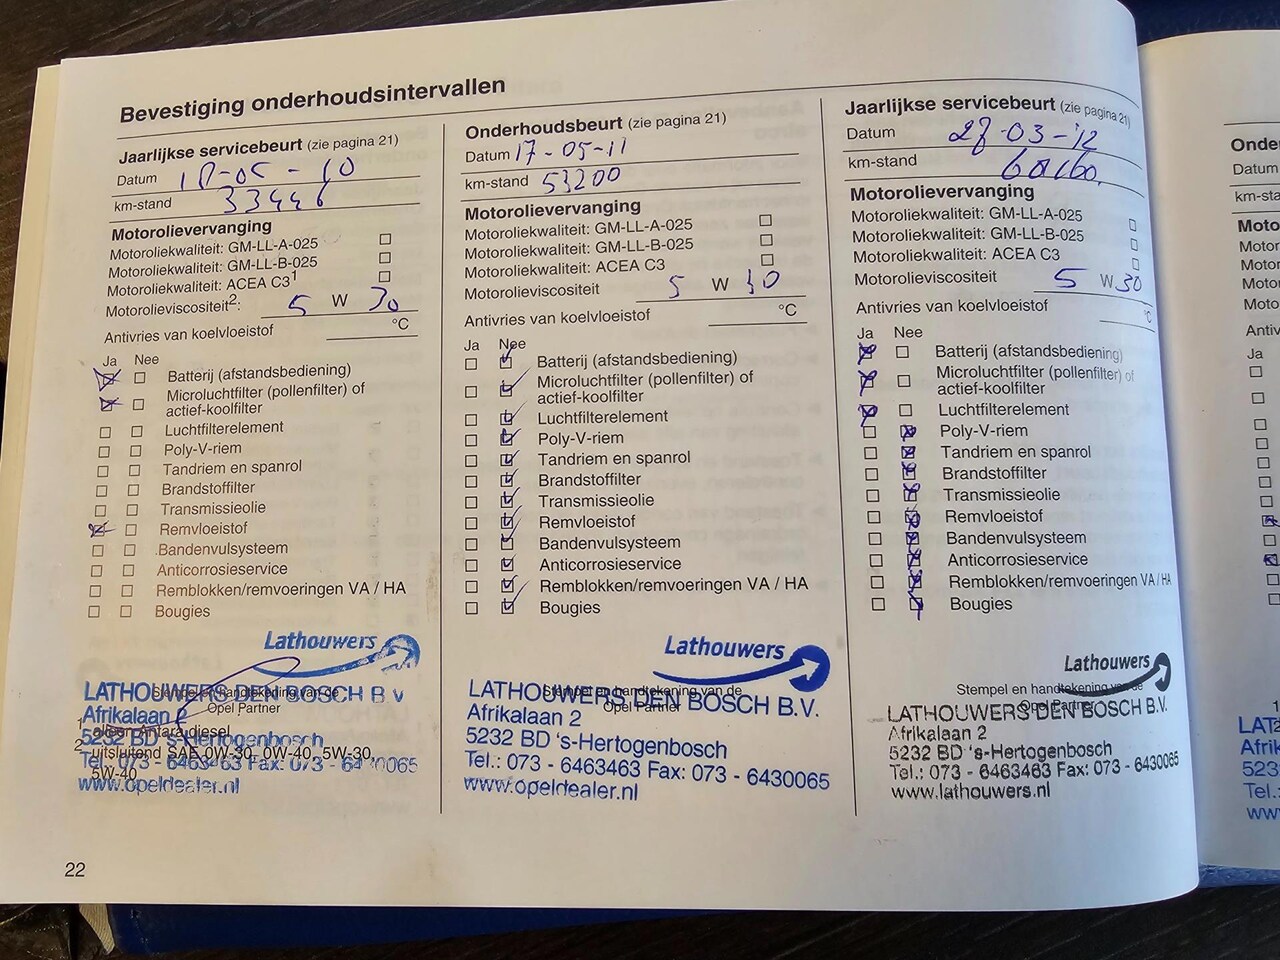 Bevestiging onderhoudsintervallen
Jaarlijkse servicebeurt (zie pagina 21)
Datum 18-05-10
km-stand 33446
Motorolievervanging
Motoroliekwaliteit: GM-LL-A-025
Motoroliekwaliteit: GM-LL-B-025
Motoroliekwaliteit: ACEA C3¹
Motorolieviscositeit²: 5 W 30
Antivries van koelvloeistof °C
Ja Nee
Batterij (afstandsbediening)
Microluchtfilter (pollenfilter) of
actief-koolfilter
Luchtfilterelement
Poly-V-riem
Tandriem en spanrol
Brandstoffilter
Transmissieolie
Remvloeistof
Bandenvulsysteem
Anticorrosieservice
Remblokken/remvoeringen VA / HA
Bougies
Lathouwers
Stempel en handtekening van de
Opel Partner
LATHOUWERS DEN BOSCH B.V.
Afrikalaan 2
5232 BD 's-Hertogenbosch
Tel.: 073 - 6463463 Fax: 073 - 6430065
www.opeldealer.nl
1 alleen Antara diesel
2 uitsluitend SAE 0W-30, 0W-40, 5W-30,
5W-40
22
Onderhoudsbeurt (zie pagina 21)
Datum 17-05-11
km-stand 53200
Motorolievervanging
Motoroliekwaliteit: GM-LL-A-025
Motoroliekwaliteit: GM-LL-B-025
Motoroliekwaliteit: ACEA C3
Motorolieviscositeit 5 W 30
Antivries van koelvloeistof °C
Ja Nee
Batterij (afstandsbediening)
Microluchtfilter (pollenfilter) of
actief-koolfilter
Luchtfilterelement
Poly-V-riem
Tandriem en spanrol
Brandstoffilter
Transmissieolie
Remvloeistof
Bandenvulsysteem
Anticorrosieservice
Remblokken/remvoeringen VA / HA
Bougies
Lathouwers
Stempel en handtekening van de
Opel Partner
LATHOUWERS DEN BOSCH B.V.
Afrikalaan 2
5232 BD 's-Hertogenbosch
Tel.: 073 - 6463463 Fax: 073 - 6430065
www.opeldealer.nl
Jaarlijkse servicebeurt (zie pagina 21)
Datum 27-03-'12
km-stand
Motorolievervanging
Motoroliekwaliteit: GM-LL-A-025
Motoroliekwaliteit: GM-LL-B-025
Motoroliekwaliteit: ACEA C3
Motorolieviscositeit 5 W 30
Antivries van koelvloeistof °C
Ja Nee
Batterij (afstandsbediening)
Microluchtfilter (pollenfilter) of
actief-koolfilter
Luchtfilterelement
Poly-V-riem
Tandriem en spanrol
Brandstoffilter
Transmissieolie
Remvloeistof
Bandenvulsysteem
Anticorrosieservice
Remblokken/remvoeringen VA / HA
Bougies
Lathouwers
Stempel en handtekening van de
Opel Partner
LATHOUWERS DEN BOSCH B.V.
Afrikalaan 2
5232 BD 's-Hertogenbosch
Tel.: 073 - 6463463 Fax: 073 - 6430065
www.lathouwers.nl
Datum
Ja